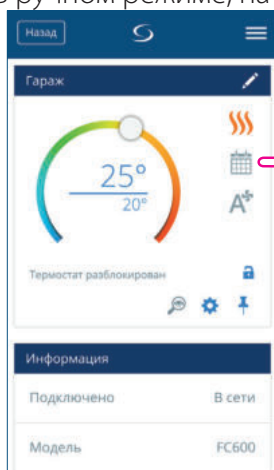 в ручном режиме, на
Назад
Гараж
25°
20°
A
Термостат разблокирован
Информация
Подключено В сети
Модель FC600